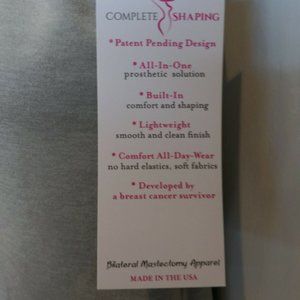 COMPLETE SHAPING
* Patent Pending Design
* All-In-One
prosthetic solution
* Built-In
comfort and shaping
* Lightweight
smooth and clean finish
* Comfort All-Day-Wear
no hard elastics, soft fabrics
* Developed by
a breast cancer survivor
Bilateral Mastectomy Apparel
MADE IN THE USA